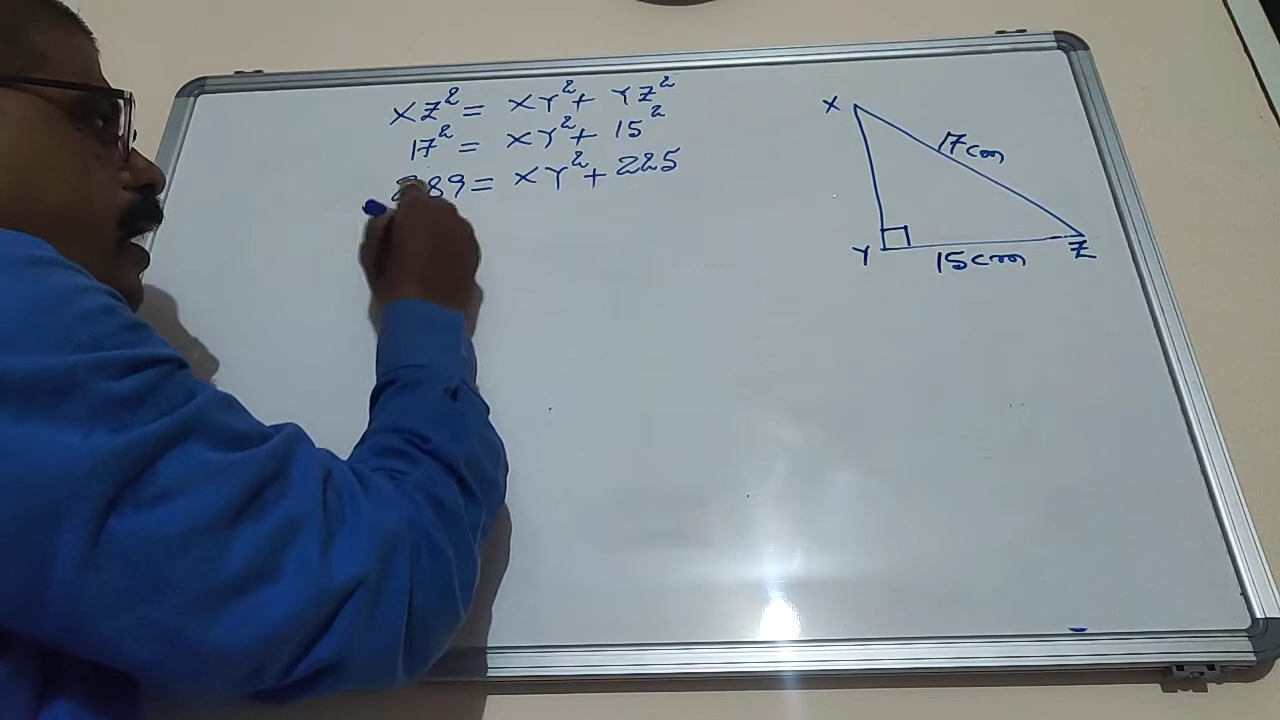 XZ² = XY² + YZ²
17² = XY² + 15²
289 = XY² + 225
X
17cm
Y
15cm
Z